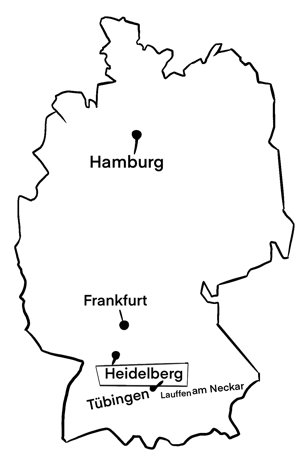 Hamburg
Frankfurt
Heidelberg
Tübingen
Lauffen am Neckar